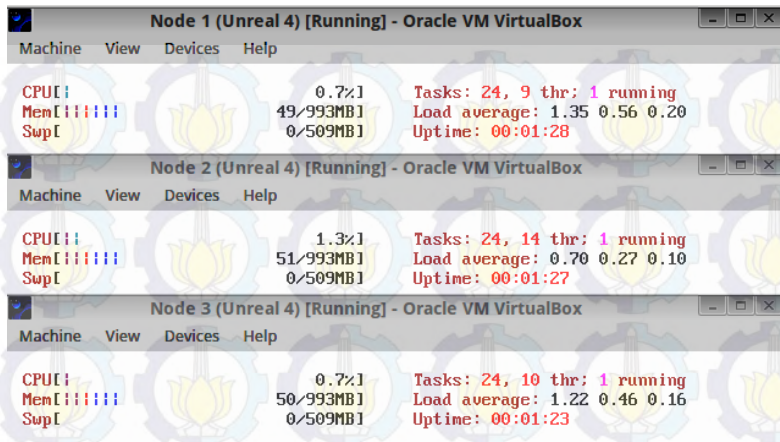 Node 1 (Unreal 4) [Running] - Oracle VM VirtualBox
Machine View Devices Help
CPU[| 0.7%] Tasks: 24, 9 thr; 1 running
Mem[|||||| 49/993MB] Load average: 1.35 0.56 0.20
Swp[ 0/509MB] Uptime: 00:01:28
Node 2 (Unreal 4) [Running] - Oracle VM VirtualBox
Machine View Devices Help
CPU[|| 1.3%] Tasks: 24, 14 thr; 1 running
Mem[|||||| 51/993MB] Load average: 0.70 0.27 0.10
Swp[ 0/509MB] Uptime: 00:01:27
Node 3 (Unreal 4) [Running] - Oracle VM VirtualBox
Machine View Devices Help
CPU[| 0.7%] Tasks: 24, 10 thr; 1 running
Mem[|||||| 50/993MB] Load average: 1.22 0.46 0.16
Swp[ 0/509MB] Uptime: 00:01:23